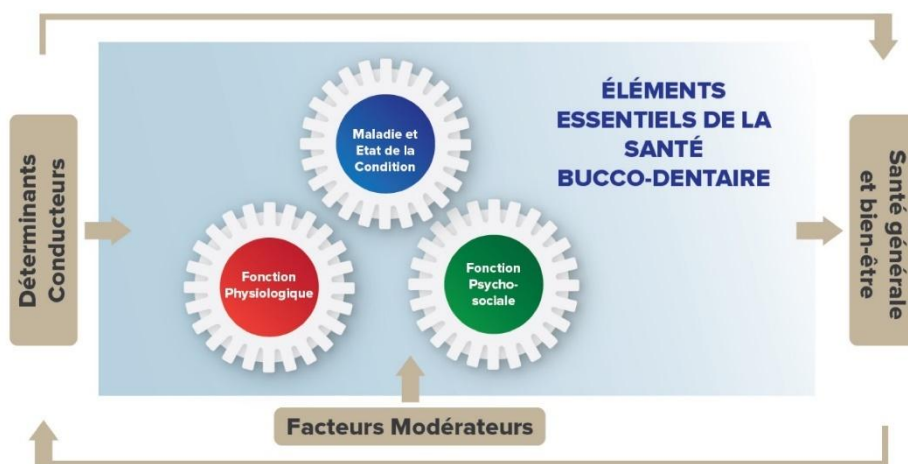 ÉLÉMENTS
ESSENTIELS DE LA
SANTÉ
BUCCO-DENTAIRE
Maladie et
Etat de la
Condition
Fonction
Physiologique
Fonction
Psycho-
sociale
Déterminants
Conducteurs
Santé générale
et bien-être
Facteurs Modérateurs